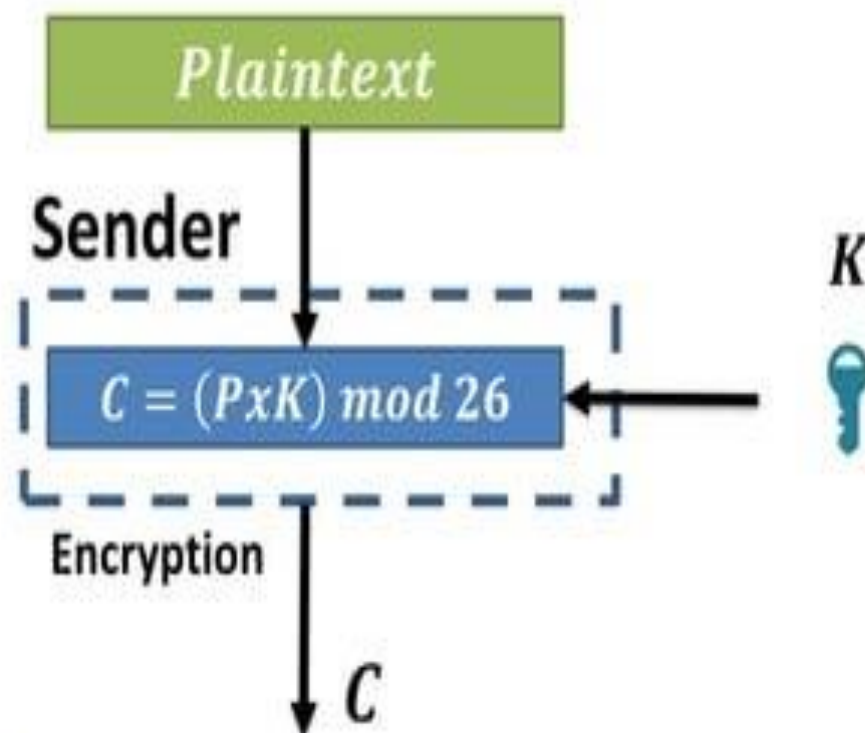 Plaintext
Sender
K
C = (PxK) mod 26
Encryption
C